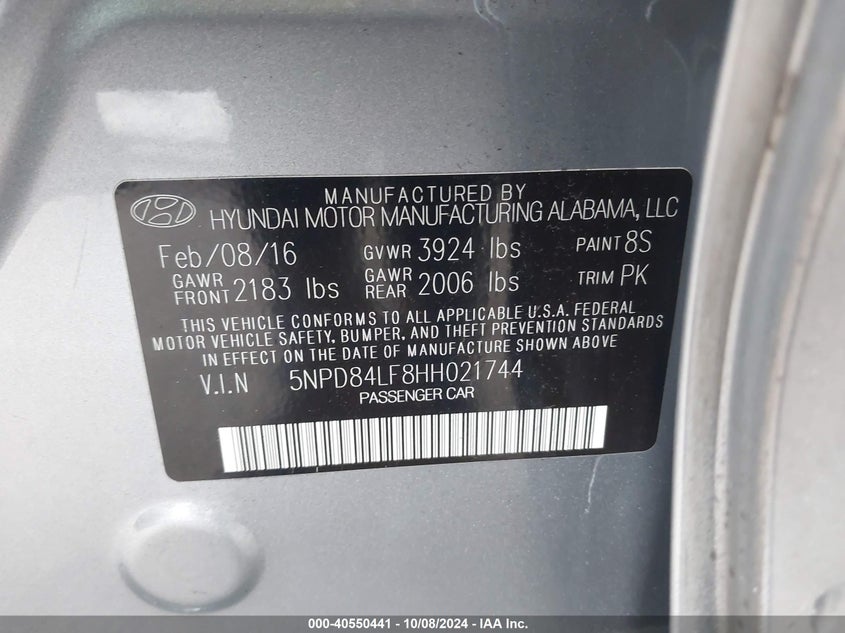 MANUFACTURED BY
HYUNDAI MOTOR MANUFACTURING ALABAMA, LLC
Feb/08/16 GVWR 3924 lbs PAINT 8S
GAWR FRONT 2183 lbs GAWR REAR 2006 lbs TRIM PK
THIS VEHICLE CONFORMS TO ALL APPLICABLE U.S.A. FEDERAL
MOTOR VEHICLE SAFETY, BUMPER, AND THEFT PREVENTION STANDARDS
IN EFFECT ON THE DATE OF MANUFACTURE SHOWN ABOVE
V.I.N 5NPD84LF8HH021744
PASSENGER CAR
000-40550441 - 10/08/2024 - IAA Inc.